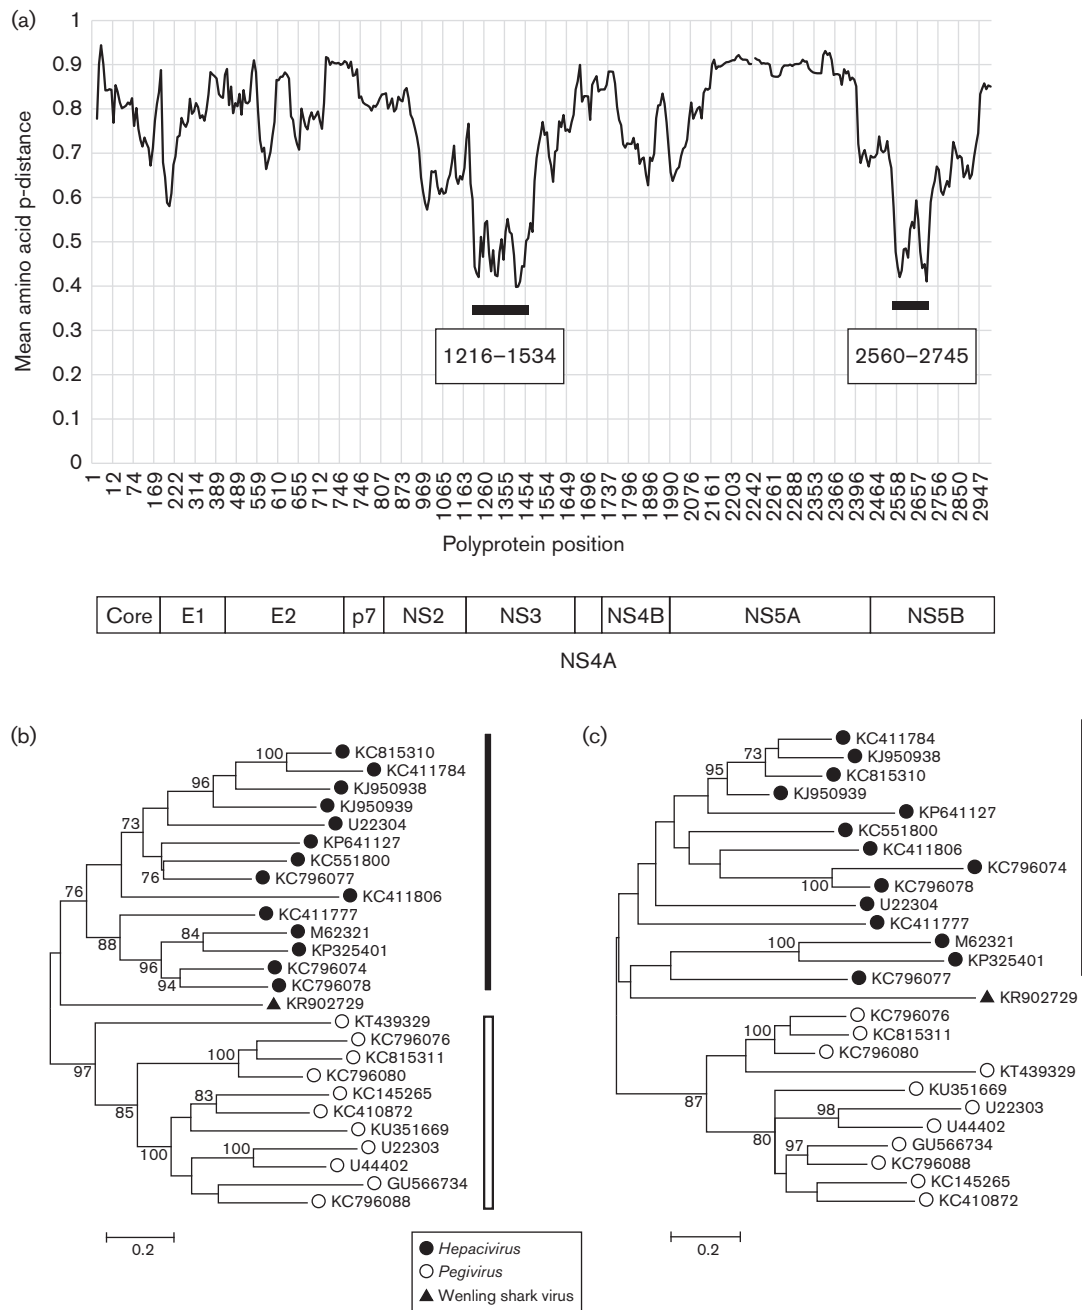 (a)
1
0.9
0.8
0.7
0.6
0.5
0.4
0.3
0.2
0.1
0
Mean amino acid p-distance
1216–1534
2560–2745
1 12 74 169 222 314 389 489 559 610 655 712 746 746 807 873 969 1065 1163 1260 1355 1454 1554 1649 1696 1737 1796 1896 1990 2076 2161 2203 2242 2261 2288 2353 2366 2396 2464 2558 2657 2756 2850 2947
Polyprotein position
Core E1 E2 p7 NS2 NS3 NS4B NS5A NS5B
NS4A
(b)
100 KC815310
KC411784
96 KJ950938
KJ950939
73 U22304
KP641127
KC551800
76 KC796077
76 KC411806
KC411777
88 84 M62321
KP325401
96 KC796074
94 KC796078
KR902729
KT439329
97 KC796076
100 KC815311
KC796080
85 83 KC145265
KC410872
KU351669
100 100 U22303
U44402
GU566734
KC796088
0.2
(c)
KC411784
73 KJ950938
95 KC815310
KJ950939
KP641127
KC551800
KC411806
KC796074
100 KC796078
U22304
KC411777
100 M62321
KP325401
KC796077
KR902729
KC796076
100 KC815311
KC796080
KT439329
87 KU351669
98 U22303
80 U44402
97 GU566734
KC796088
KC145265
KC410872
0.2
Hepacivirus
Pegivirus
Wenling shark virus